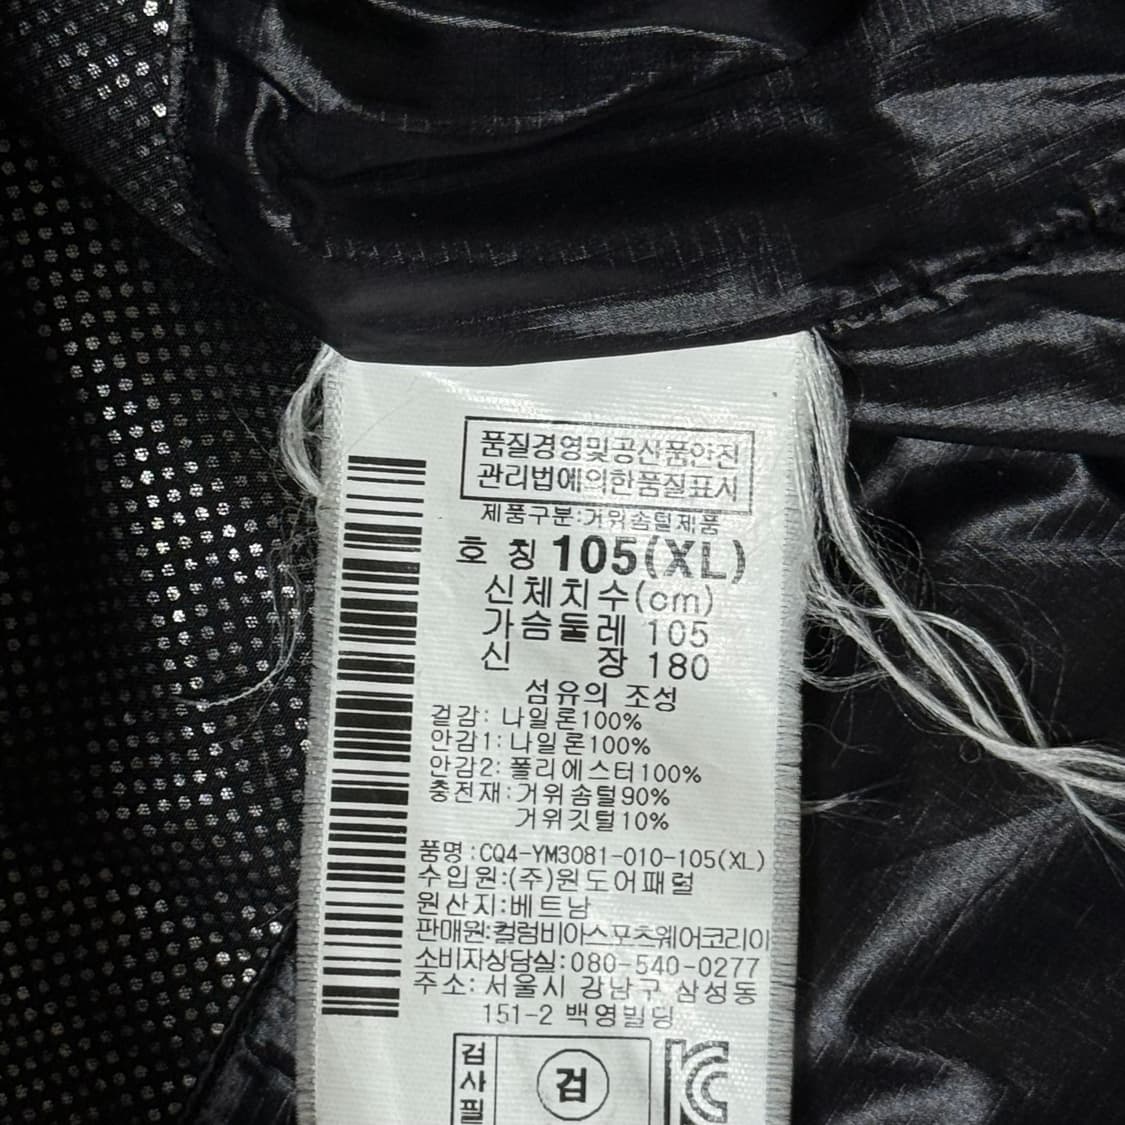 품질경영및공산품안전
관리법에의한품질표시
제품구분:거위솜털제품
호 칭 105(XL)
신체치수(cm)
가슴둘레 105
신 장 180
섬유의 조성
겉감: 나일론100%
안감1: 나일론100%
안감2: 폴리에스터100%
충전재:거위솜털90%
거위깃털10%
품명:CQ4-YM3081-010-105(XL)
수입원:(주)원도어패럴
원산지:베트남
판매원:컬럼비아스포츠웨어코리아
소비자상담실:080-540-0277
주소: 서울시 강남구 삼성동
151-2 백영빌딩
검사필
검